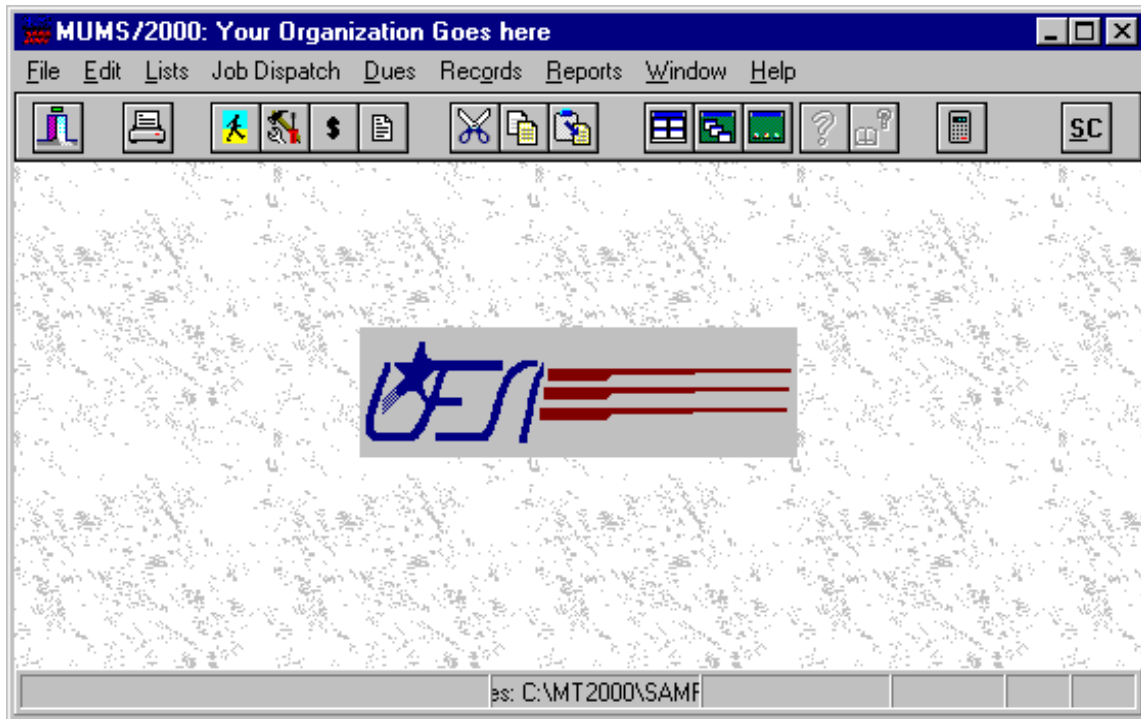 MUMS/2000: Your Organization Goes here
File Edit Lists Job Dispatch Dues Records Reports Window Help
$ SC
es: C:\MT2000\SAMF